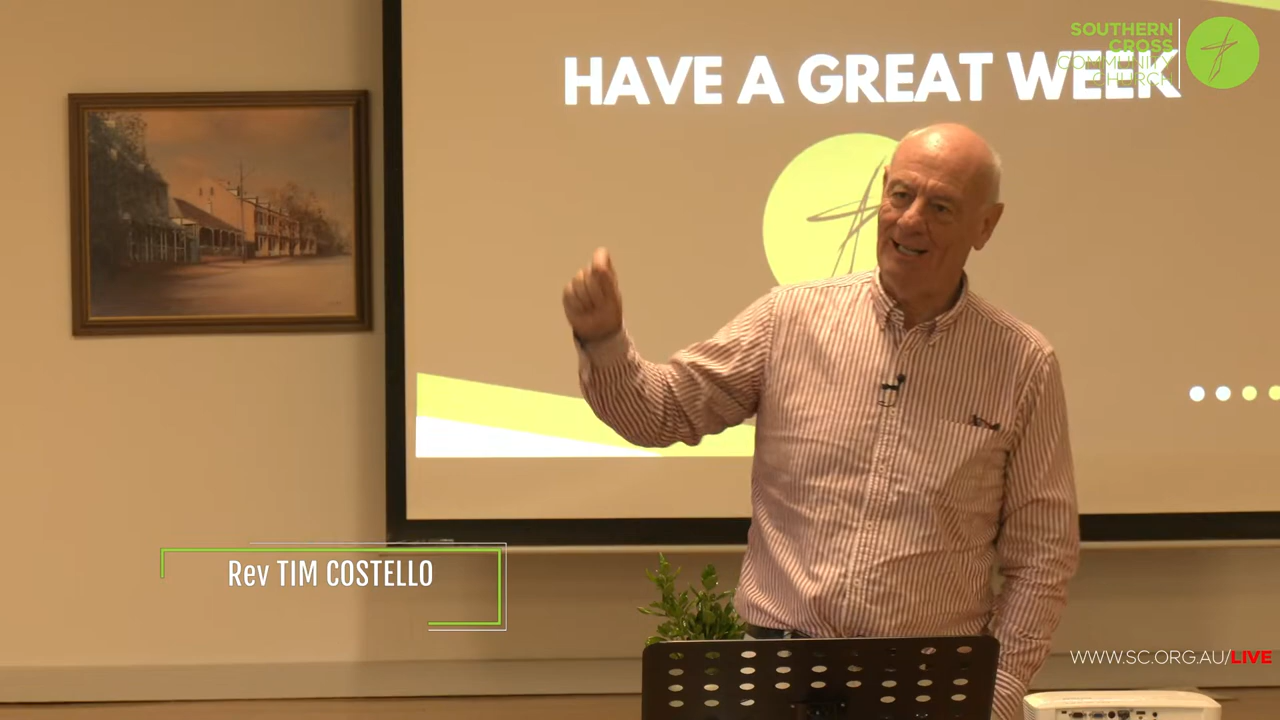 SOUTHERN
CROSS
COMMUNITY
CHURCH
HAVE A GREAT WEEK
Rev TIM COSTELLO
WWW.SC.ORG.AU/LIVE